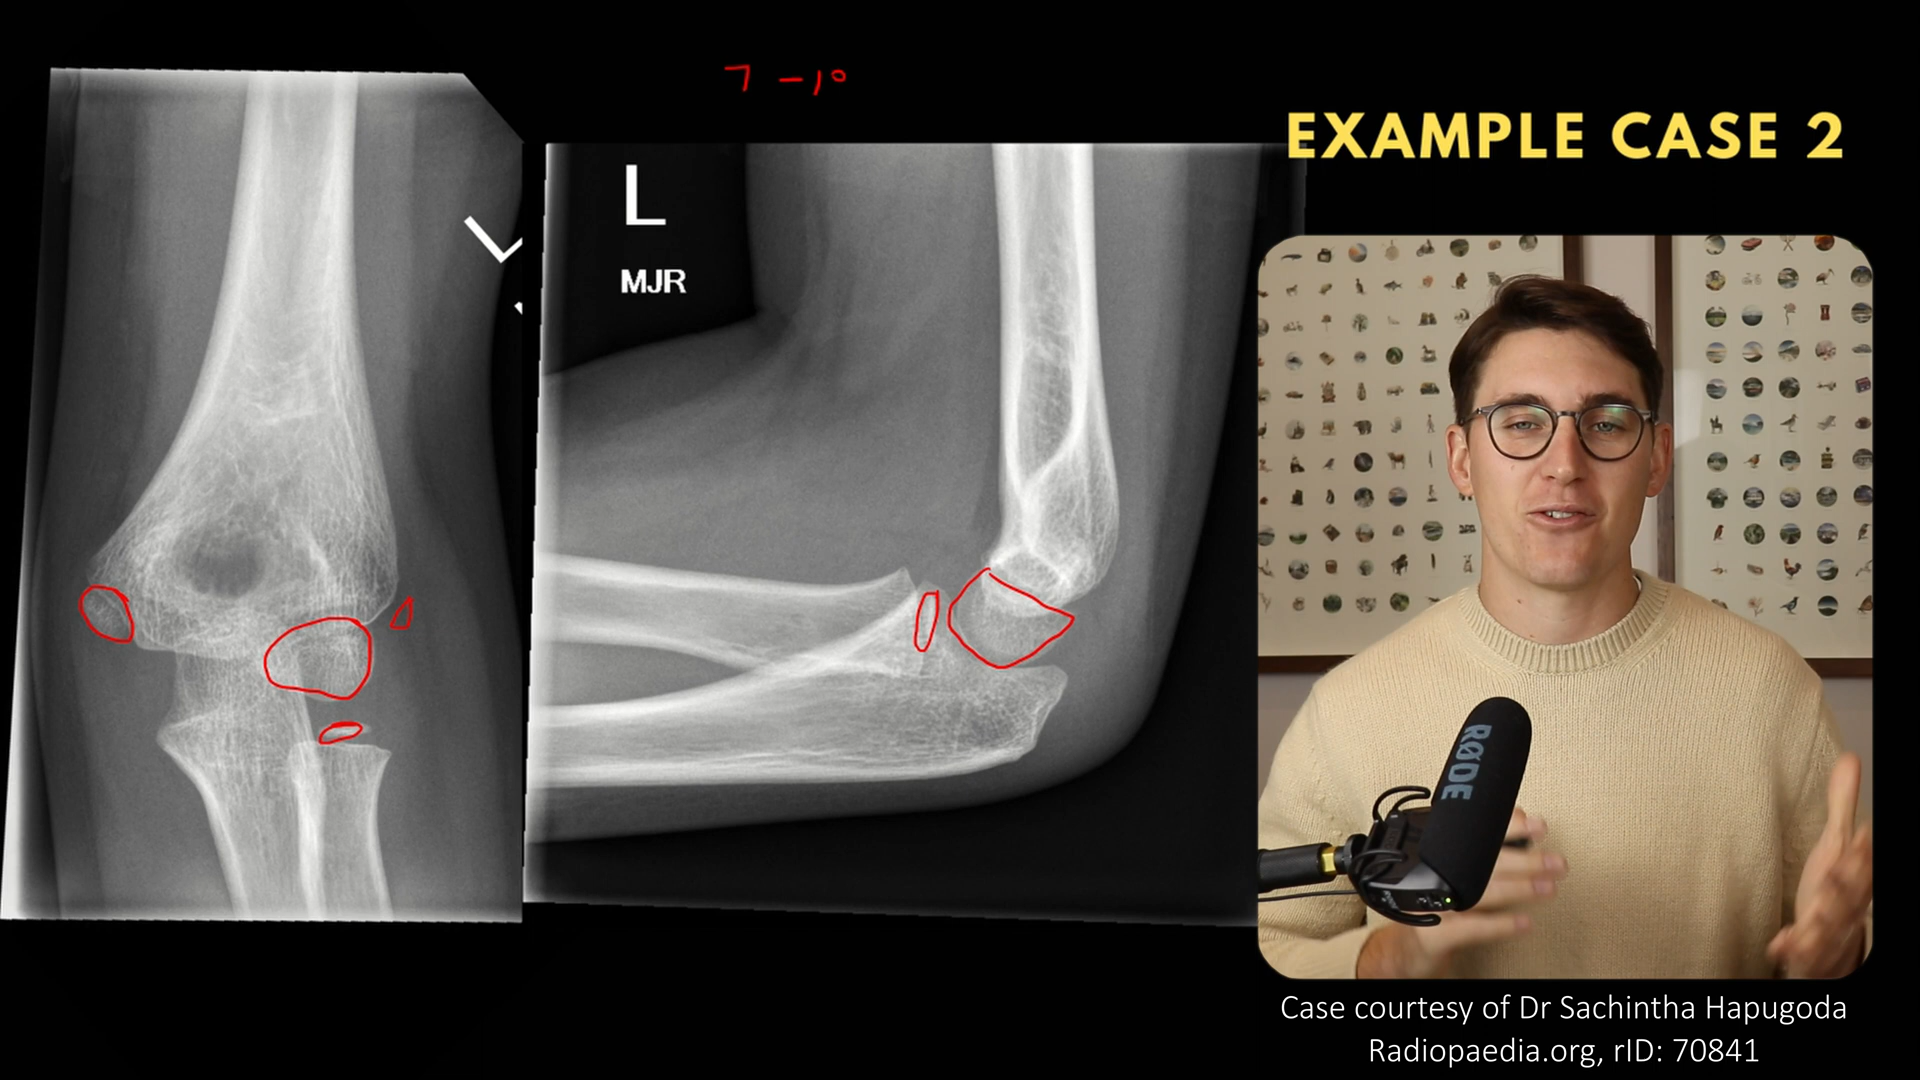 7 - 10
EXAMPLE CASE 2
L
MJR
RØDE
Case courtesy of Dr Sachintha Hapugoda
Radiopaedia.org, rID: 70841